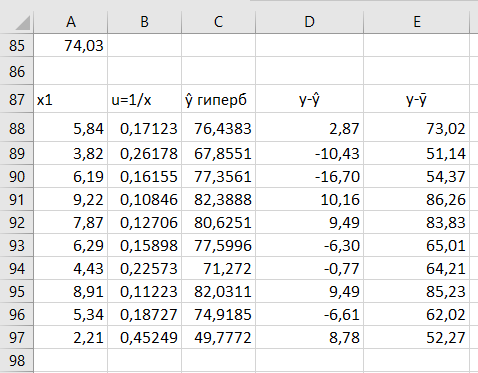 A B C D E
85 74,03
86
87 x1 u=1/x ŷ гиперб y-ŷ y-ȳ
88 5,84 0,17123 76,4383 2,87 73,02
89 3,82 0,26178 67,8551 -10,43 51,14
90 6,19 0,16155 77,3561 -16,70 54,37
91 9,22 0,10846 82,3888 10,16 86,26
92 7,87 0,12706 80,6251 9,49 83,83
93 6,29 0,15898 77,5996 -6,30 65,01
94 4,43 0,22573 71,272 -0,77 64,21
95 8,91 0,11223 82,0311 9,49 85,23
96 5,34 0,18727 74,9185 -6,61 62,02
97 2,21 0,45249 49,7772 8,78 52,27
98